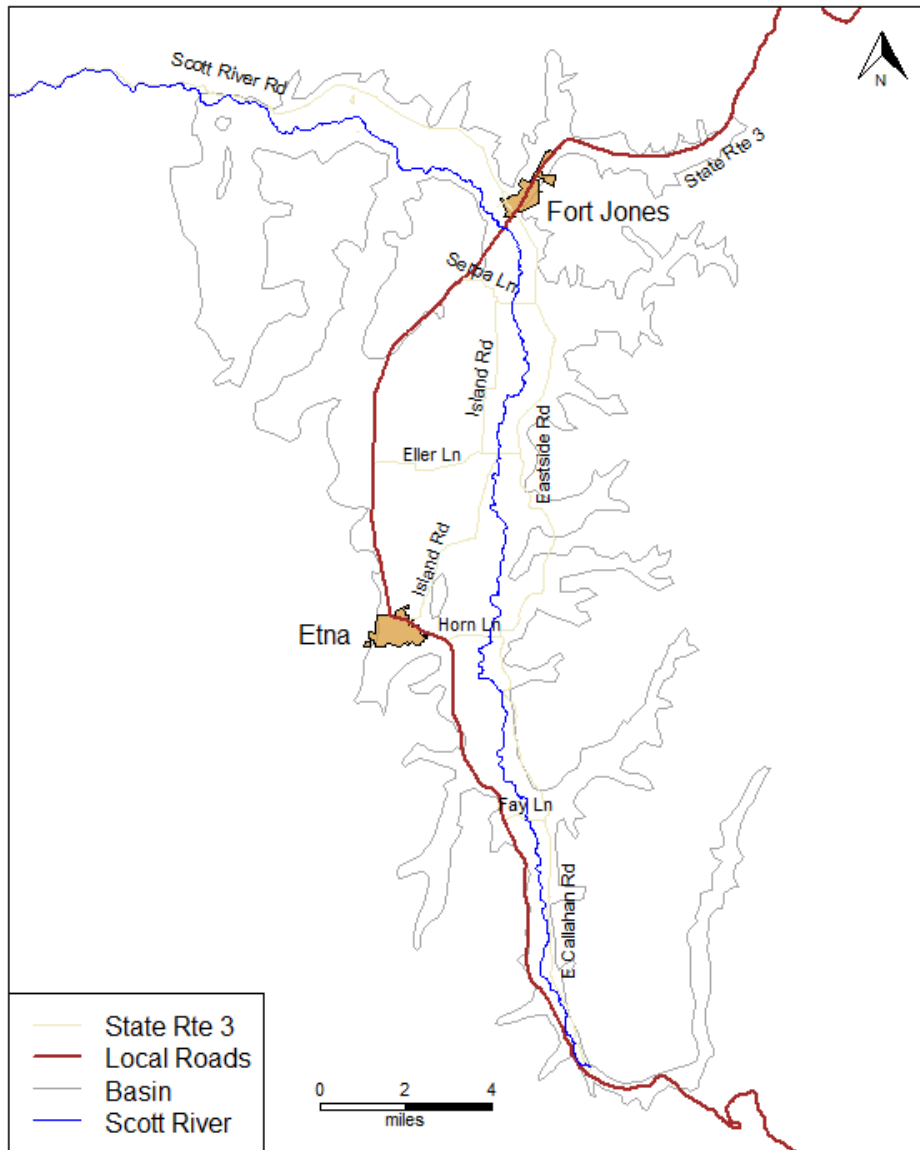 Scott River Rd
N
State Rte 3
Fort Jones
Serpa Ln
Island Rd
Eastside Rd
Eller Ln
Island Rd
Horn Ln
Etna
Fay Ln
E Callahan Rd
State Rte 3
Local Roads
Basin
Scott River
0 2 4
miles